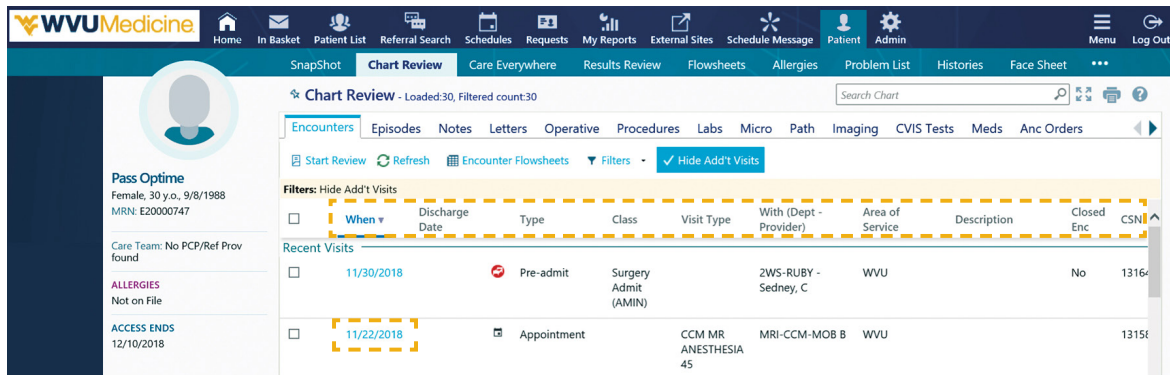 WVUMedicine
Home In Basket Patient List Referral Search Schedules Requests My Reports External Sites Schedule Message Patient Admin Menu Log Out
SnapShot Chart Review Care Everywhere Results Review Flowsheets Allergies Problem List Histories Face Sheet •••
Chart Review - Loaded:30, Filtered count:30 Search Chart
Encounters Episodes Notes Letters Operative Procedures Labs Micro Path Imaging CVIS Tests Meds Anc Orders
Start Review Refresh Encounter Flowsheets Filters Hide Add't Visits
Pass Optime
Female, 30 y.o., 9/8/1988
MRN: E20000747
Care Team: No PCP/Ref Prov
found
ALLERGIES
Not on File
ACCESS ENDS
12/10/2018
Filters: Hide Add't Visits
When Discharge Date Type Class Visit Type With (Dept - Provider) Area of Service Description Closed Enc CSN
Recent Visits
11/30/2018 Pre-admit Surgery Admit (AMIN) 2WS-RUBY - Sedney, C WVU No 13164
11/22/2018 Appointment CCM MR ANESTHESIA 45 MRI-CCM-MOB B WVU 13158